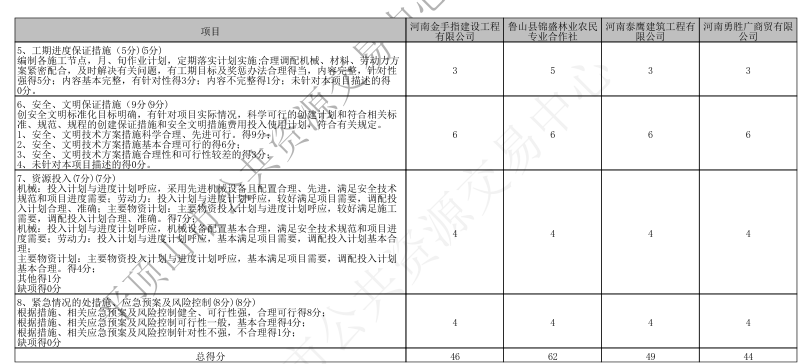 项目
河南金手指建设工程
有限公司
鲁山县锦盛林业农民
专业合作社
河南泰鹰建筑工程有
限公司
河南勇胜广商贸有限
公司
5、工期进度保证措施（5分）(5分)
编制各施工节点，月、旬作业计划，定期落实计划实施;合理调配机械、材料、劳动力方
案紧密配合，及时解决有关问题，有工期目标及奖惩办法合理得当，内容完整，针对性
强得5分；内容基本完整，有针对性得3分；内容不完整得1分；未针对本项目描述的得
0分。
3
5
3
3
6、安全、文明保证措施（9分)(9分)
创安全文明标准化目标明确，有针对项目实际情况，科学可行的创建计划和符合相关标
准、规范、规程的创建保证措施和安全文明措施费用投入使用计划，符合有关规定。
1、安全、文明技术方案措施科学合理、先进可行。得9分；
2、安全、文明技术方案措施基本合理可行的得6分；
3、安全、文明技术方案措施合理性和可行性较差的得3分；
4、未针对本项目描述的得0分。
6
6
6
6
7、资源投入(7分)(7分)
机械：投入计划与进度计划呼应，采用先进机械设备且配置合理、先进，满足安全技术
规范和项目进度需要；劳动力：投入计划与进度计划呼应，较好满足项目需要，调配投
入计划合理、准确；主要物资计划：主要物资投入计划与进度计划呼应，较好满足施工
需要，调配投入计划合理、准确。得7分；
机械：投入计划与进度计划呼应，机械设备配置基本合理，满足安全技术规范和项目进
度需要；劳动力：投入计划与进度计划呼应，基本满足项目需要，调配投入计划基本合
理；
主要物资计划：主要物资投入计划与进度计划呼应，基本满足项目需要，调配投入计划
基本合理。得4分；
其他得1分
缺项得0分
4
4
4
4
8、紧急情况的处措施、应急预案及风险控制(8分)(8分)
根据措施、相关应急预案及风险控制健全、可行性强，合理可行得8分；
根据措施、相关应急预案及风险控制可行性一般，基本合理得4分；
根据措施、相关应急预案及风险控制针对性不强，不合理得1分；
缺项得0分
4
4
4
4
总得分
46
62
49
44
平顶山市公共资源交易中心
市公共资源交易中心